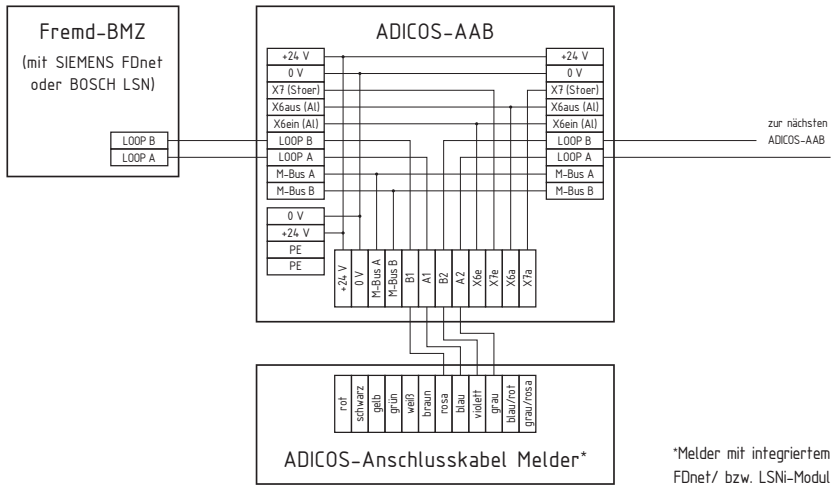 Fremd-BMZ
(mit SIEMENS FDnet
oder BOSCH LSN)
LOOP B
LOOP A
ADICOS-AAB
+24 V
0 V
X7 (Stoer)
X6aus (Al)
X6ein (Al)
LOOP B
LOOP A
M-Bus A
M-Bus B
0 V
+24 V
PE
PE
+24 V
0 V
X7 (Stoer)
X6aus (Al)
X6ein (Al)
LOOP B
LOOP A
M-Bus A
M-Bus B
zur nächsten
ADICOS-AAB
+24 V
0 V
M-Bus A
M-Bus B
B1
A1
B2
A2
X6e
X7e
X6a
X7a
rot
schwarz
gelb
grün
weiß
braun
rosa
blau
violett
grau
blau/rot
grau/rosa
ADICOS-Anschlusskabel Melder*
*Melder mit integriertem
FDnet/ bzw. LSNi-Modul